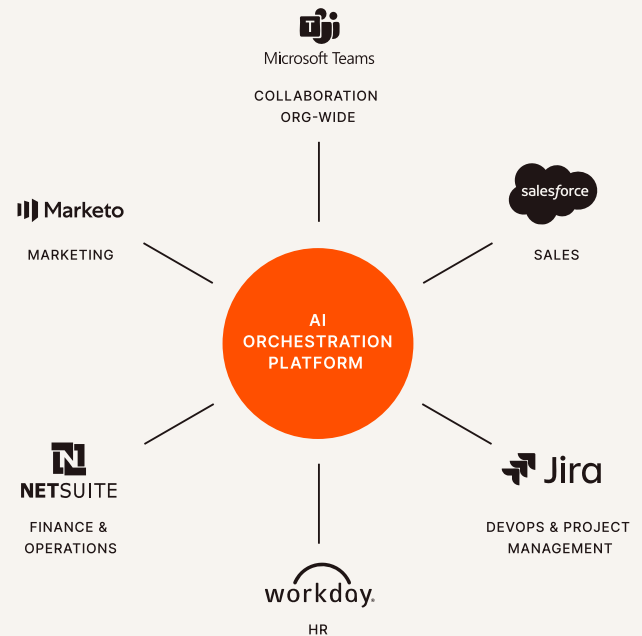 Microsoft Teams
COLLABORATION
ORG-WIDE
Marketo
MARKETING
salesforce
SALES
AI
ORCHESTRATION
PLATFORM
NETSUITE
FINANCE &
OPERATIONS
Jira
DEVOPS & PROJECT
MANAGEMENT
workday.
HR